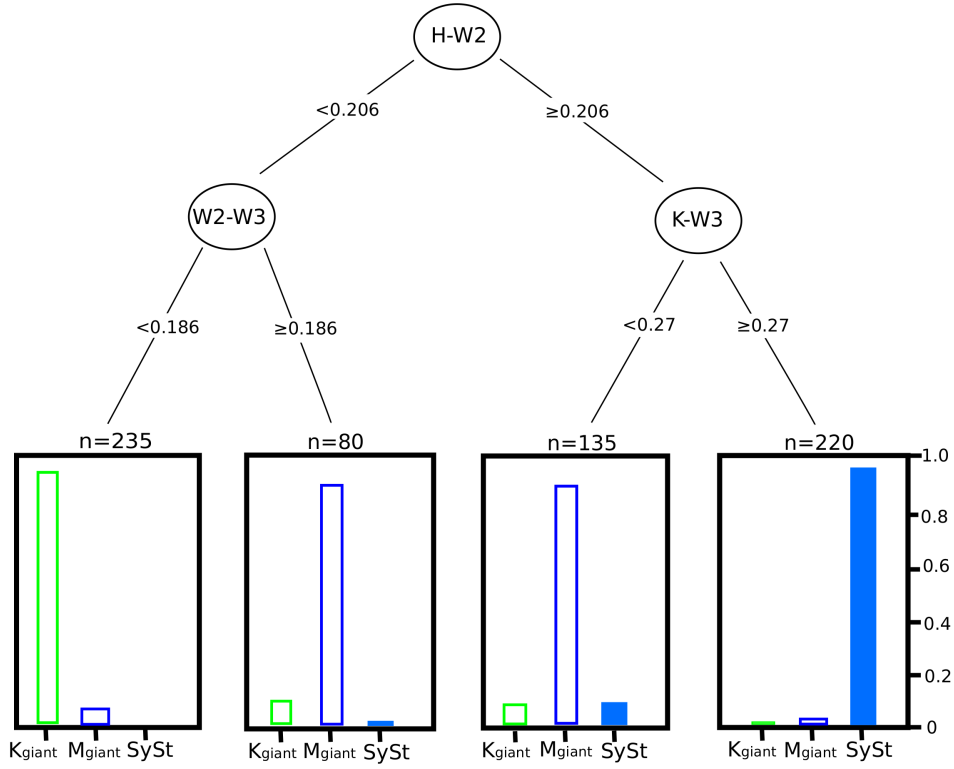 H-W2
<0.206
≥0.206
W2-W3
K-W3
<0.186
≥0.186
<0.27
≥0.27
n=235
n=80
n=135
n=220
1.0
0.8
0.6
0.4
0.2
0
Kgiant Mgiant SySt
Kgiant Mgiant SySt
Kgiant Mgiant SySt
Kgiant Mgiant SySt